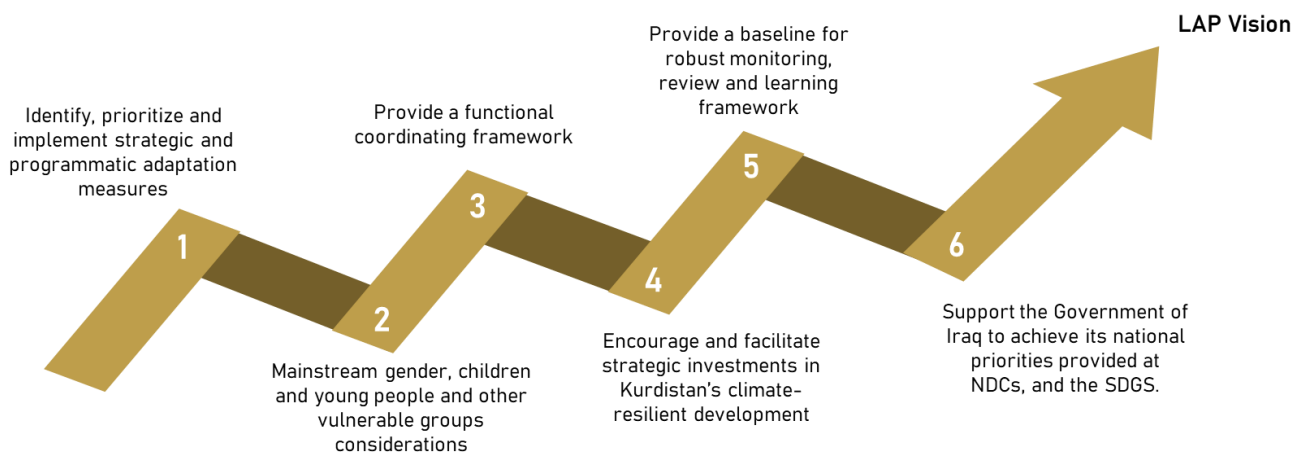 LAP Vision
Identify, prioritize and
implement strategic and
programmatic adaptation
measures
1
Mainstream gender, children
and young people and other
vulnerable groups
considerations
2
Provide a functional
coordinating framework
3
Encourage and facilitate
strategic investments in
Kurdistan's climate-
resilient development
4
Provide a baseline for
robust monitoring,
review and learning
framework
5
Support the Government of
Iraq to achieve its national
priorities provided at
NDCs, and the SDGS.
6